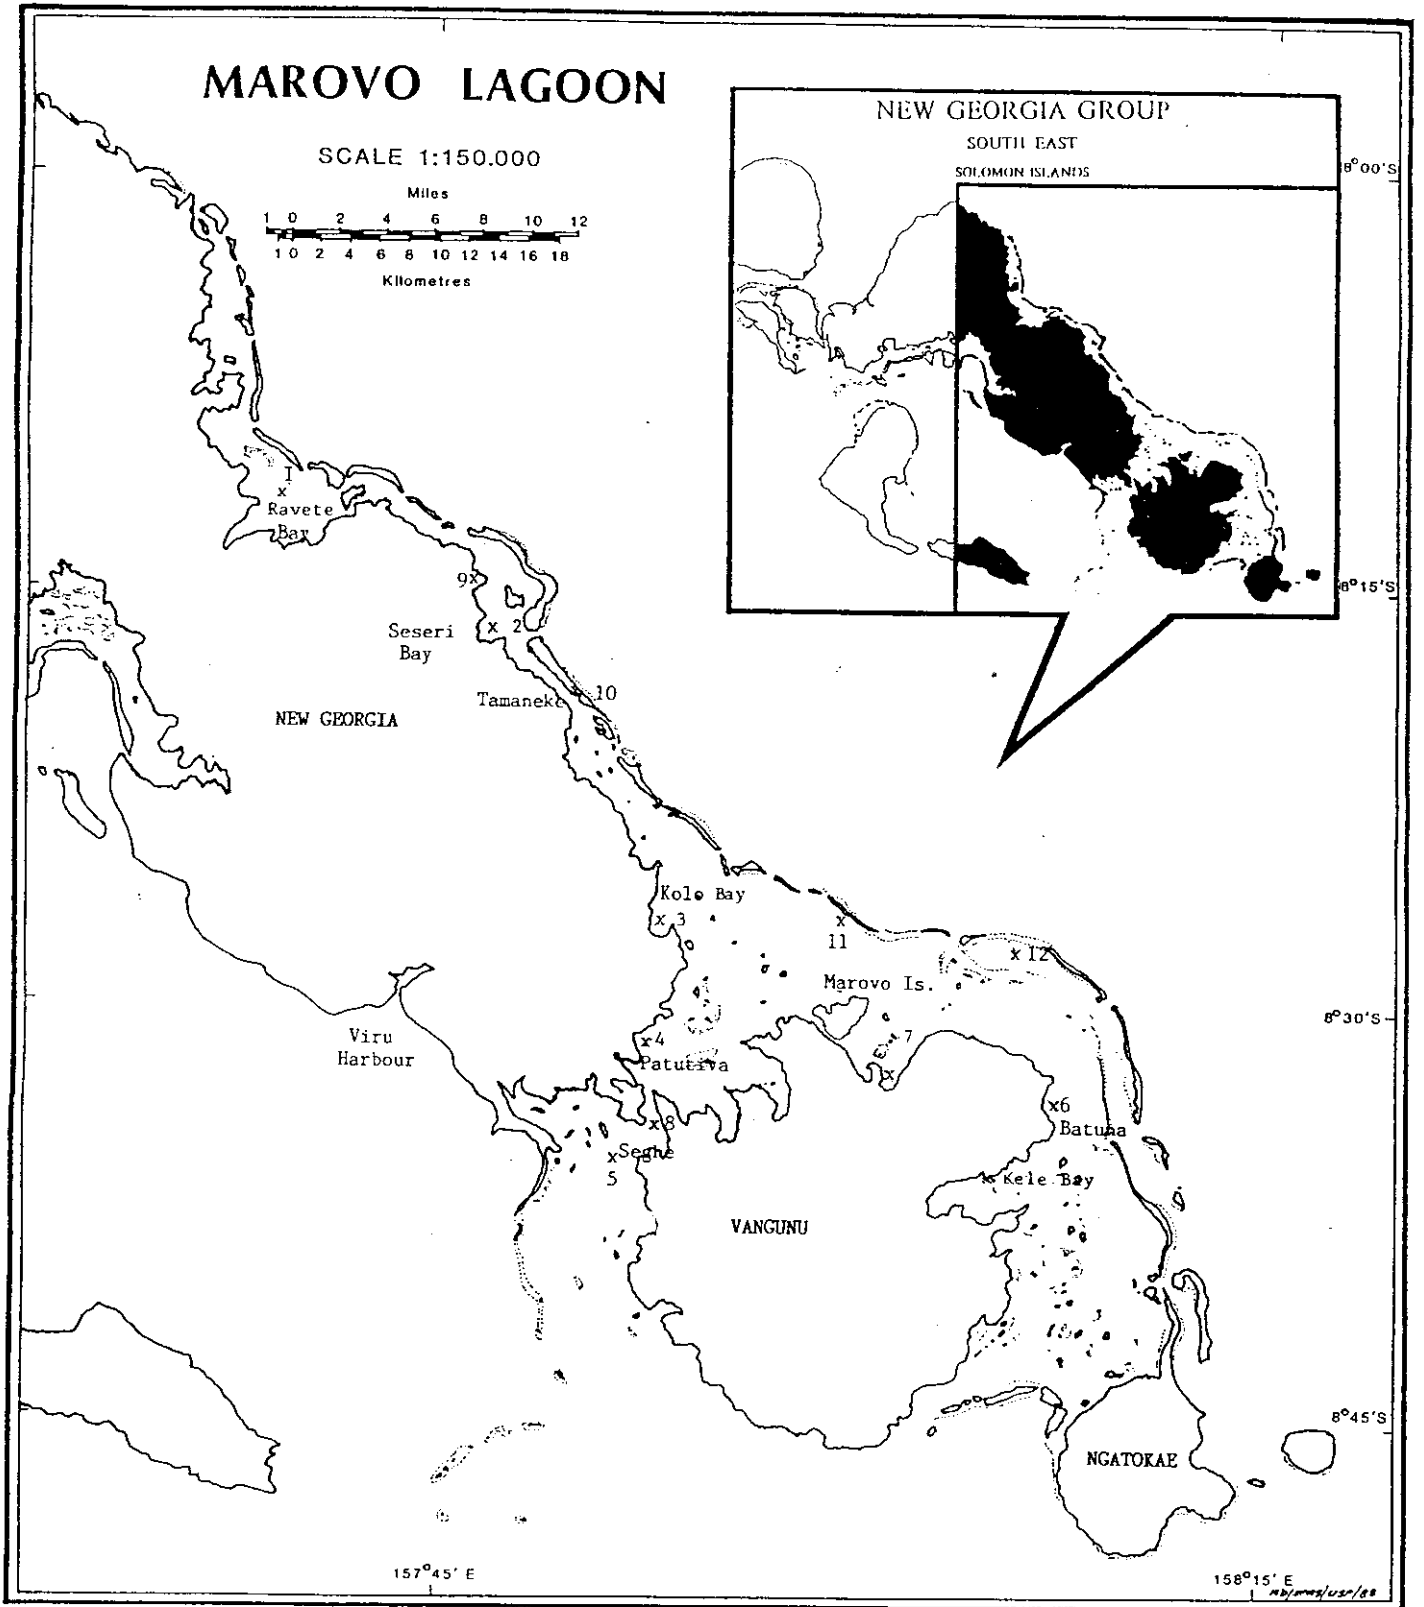 MAROVO LAGOON
SCALE 1:150.000
Miles
1 0 2 4 6 8 10 12
1 0 2 4 6 8 10 12 14 16 18
Kilometres
NEW GEORGIA GROUP
SOUTH EAST
SOLOMON ISLANDS
8°00'S
8°15'S
8°30'S
8°45'S
1
x
Ravete
Bay
9x
x 2
Seseri
Bay
Tamaneke
10
NEW GEORGIA
Kolo Bay
x 3
x
11
x 12
Marovo Is.
Viru
Harbour
x4
Patutiva
7
x
x6
Batuna
x8
Seghe
x
5
Kele Bay
VANGUNU
NGATOKAE
157°45' E
158°15' E